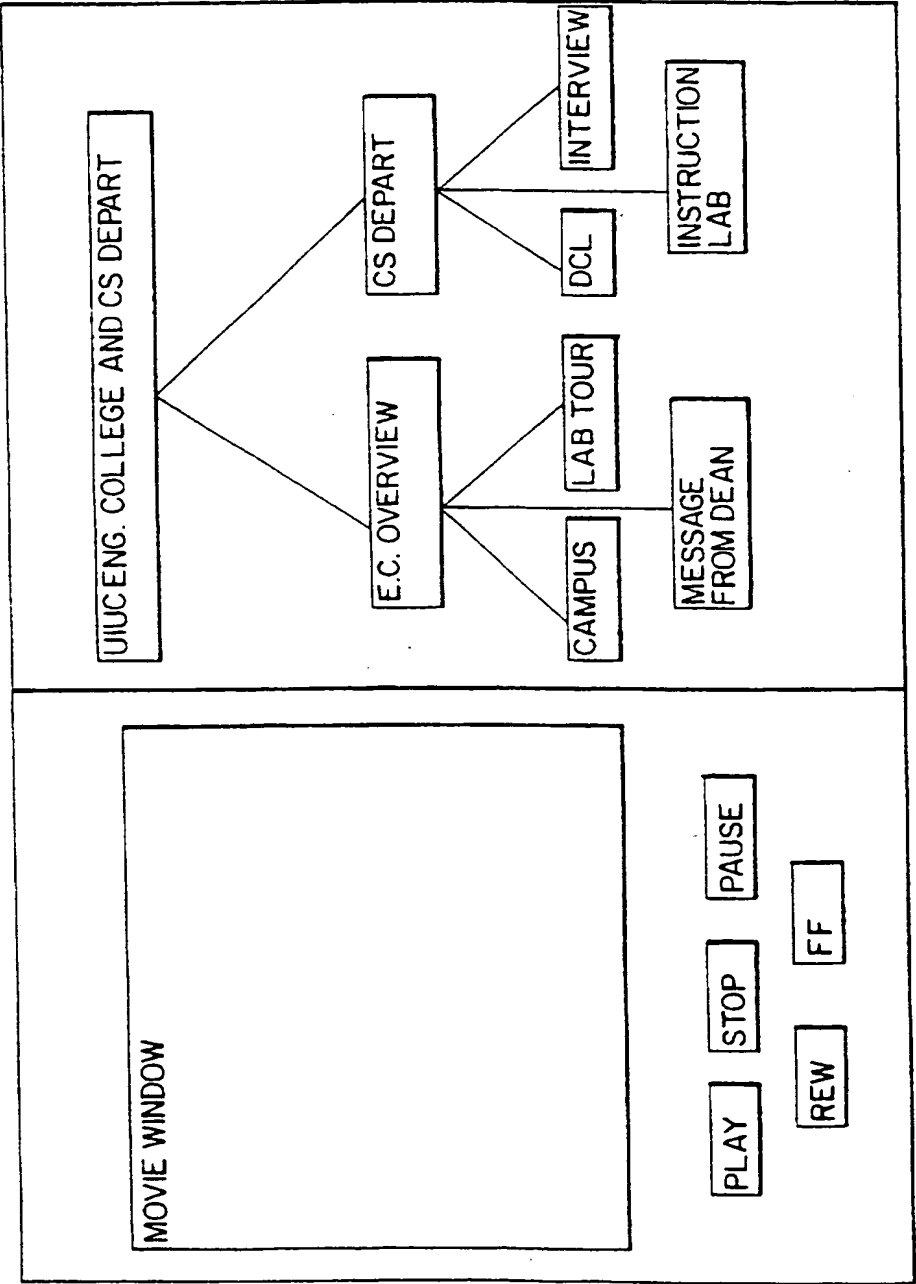 MOVIE WINDOW
PLAY
STOP
PAUSE
REW
FF
UIUC ENG. COLLEGE AND CS DEPART
E.C. OVERVIEW
CS DEPART
CAMPUS
LAB TOUR
DCL
INTERVIEW
MESSAGE
FROM DEAN
INSTRUCTION
LAB